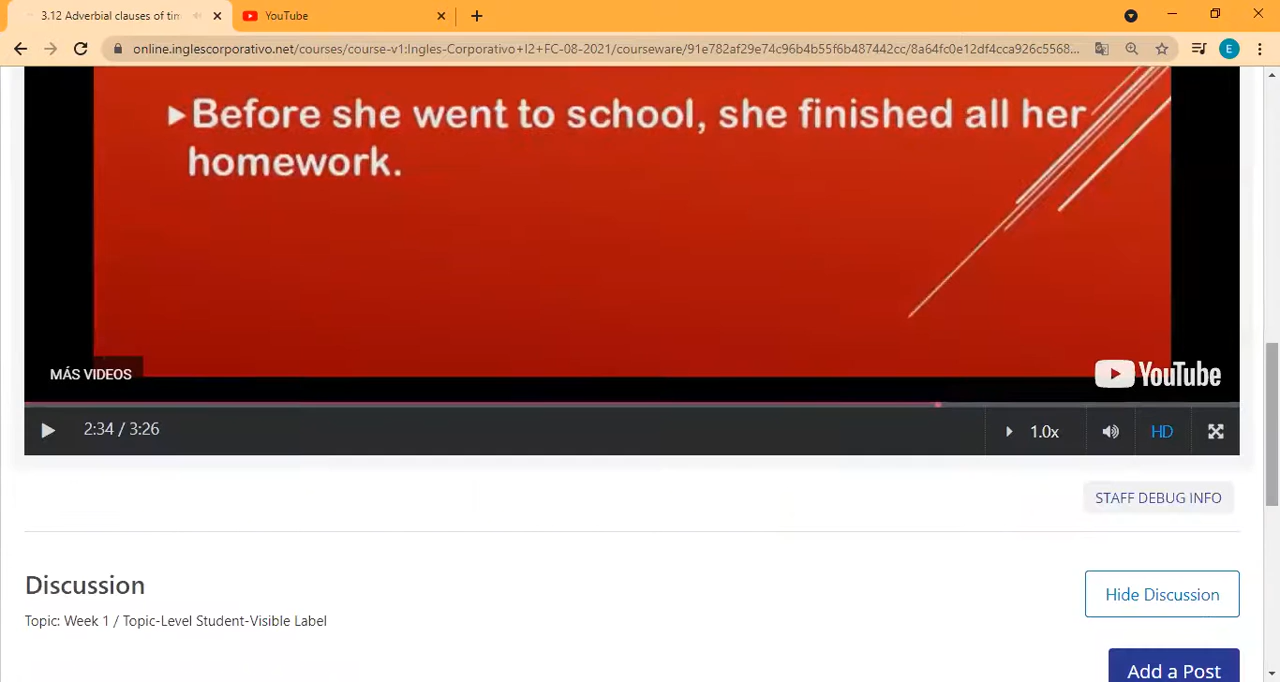 3.12 Adverbial clauses of tim
YouTube
online.inglescorporativo.net/courses/course-v1:Ingles-Corporativo+I2+FC-08-2021/courseware/91e782af29e74c96b4b55f6b487442cc/8a64fc0e12df4cca926c5568...
E
▸Before she went to school, she finished all her
homework.
MÁS VIDEOS
YouTube
2:34 / 3:26
1.0x
HD
STAFF DEBUG INFO
Discussion
Hide Discussion
Topic: Week 1 / Topic-Level Student-Visible Label
Add a Post